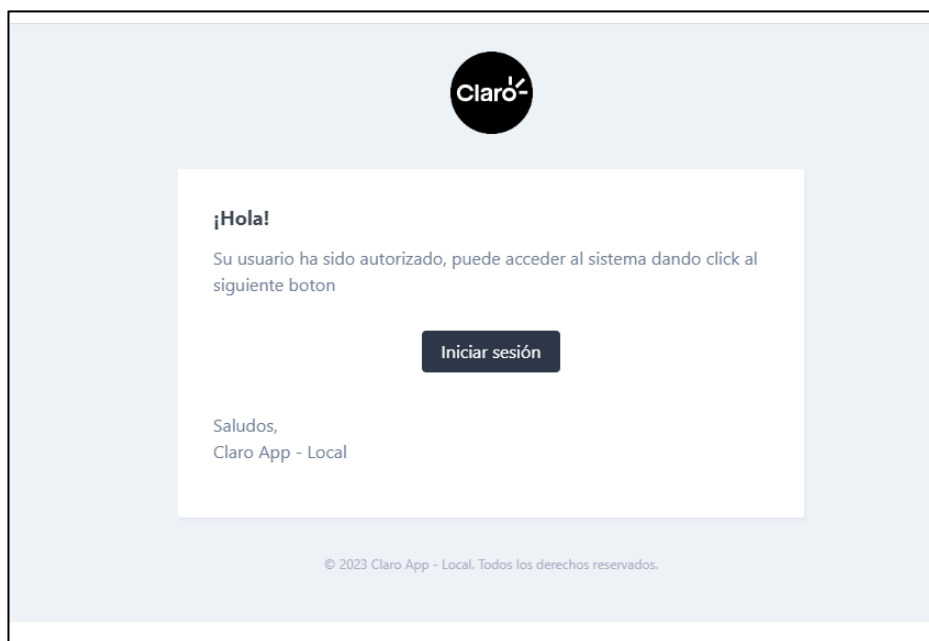 Claro
¡Hola!
Su usuario ha sido autorizado, puede acceder al sistema dando click al
siguiente boton
Iniciar sesión
Saludos,
Claro App - Local
© 2023 Claro App - Local. Todos los derechos reservados.